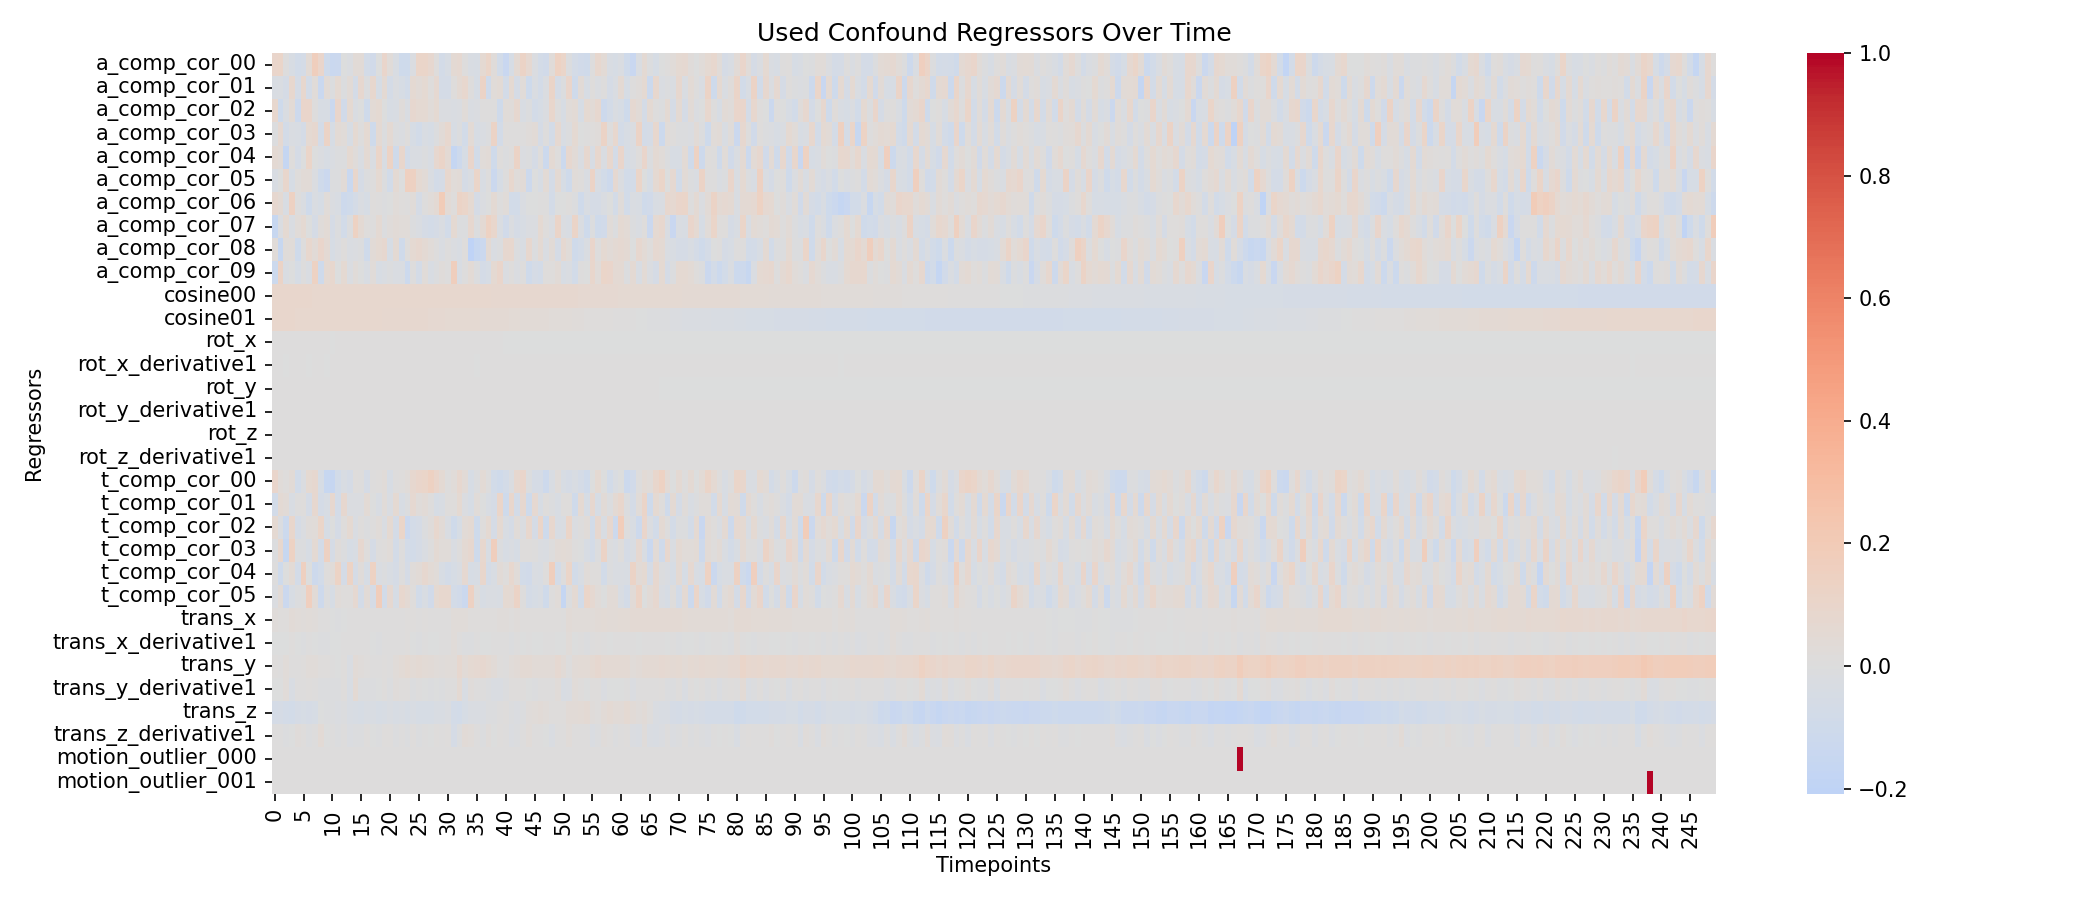 Used Confound Regressors Over Time
a_comp_cor_00
a_comp_cor_01
a_comp_cor_02
a_comp_cor_03
a_comp_cor_04
a_comp_cor_05
a_comp_cor_06
a_comp_cor_07
a_comp_cor_08
a_comp_cor_09
cosine00
cosine01
rot_x
rot_x_derivative1
rot_y
rot_y_derivative1
rot_z
rot_z_derivative1
t_comp_cor_00
t_comp_cor_01
t_comp_cor_02
t_comp_cor_03
t_comp_cor_04
t_comp_cor_05
trans_x
trans_x_derivative1
trans_y
trans_y_derivative1
trans_z
trans_z_derivative1
motion_outlier_000
motion_outlier_001
Regressors
0 5 10 15 20 25 30 35 40 45 50 55 60 65 70 75 80 85 90 95 100 105 110 115 120 125 130 135 140 145 150 155 160 165 170 175 180 185 190 195 200 205 210 215 220 225 230 235 240 245
Timepoints
1.0
0.8
0.6
0.4
0.2
0.0
−0.2